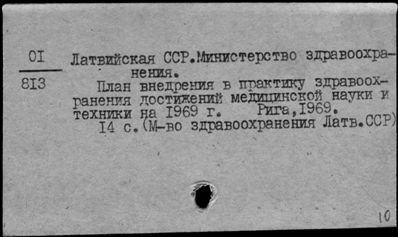 01 Латвийская ССР.Министерство здравоохра-
нения.
813 План внедрения в практику здравоох-
ранения достижений медицинской науки и
техники на 1969 г. Рига,1969.
14 с.(М-во здравоохранения Латв.ССР)
10